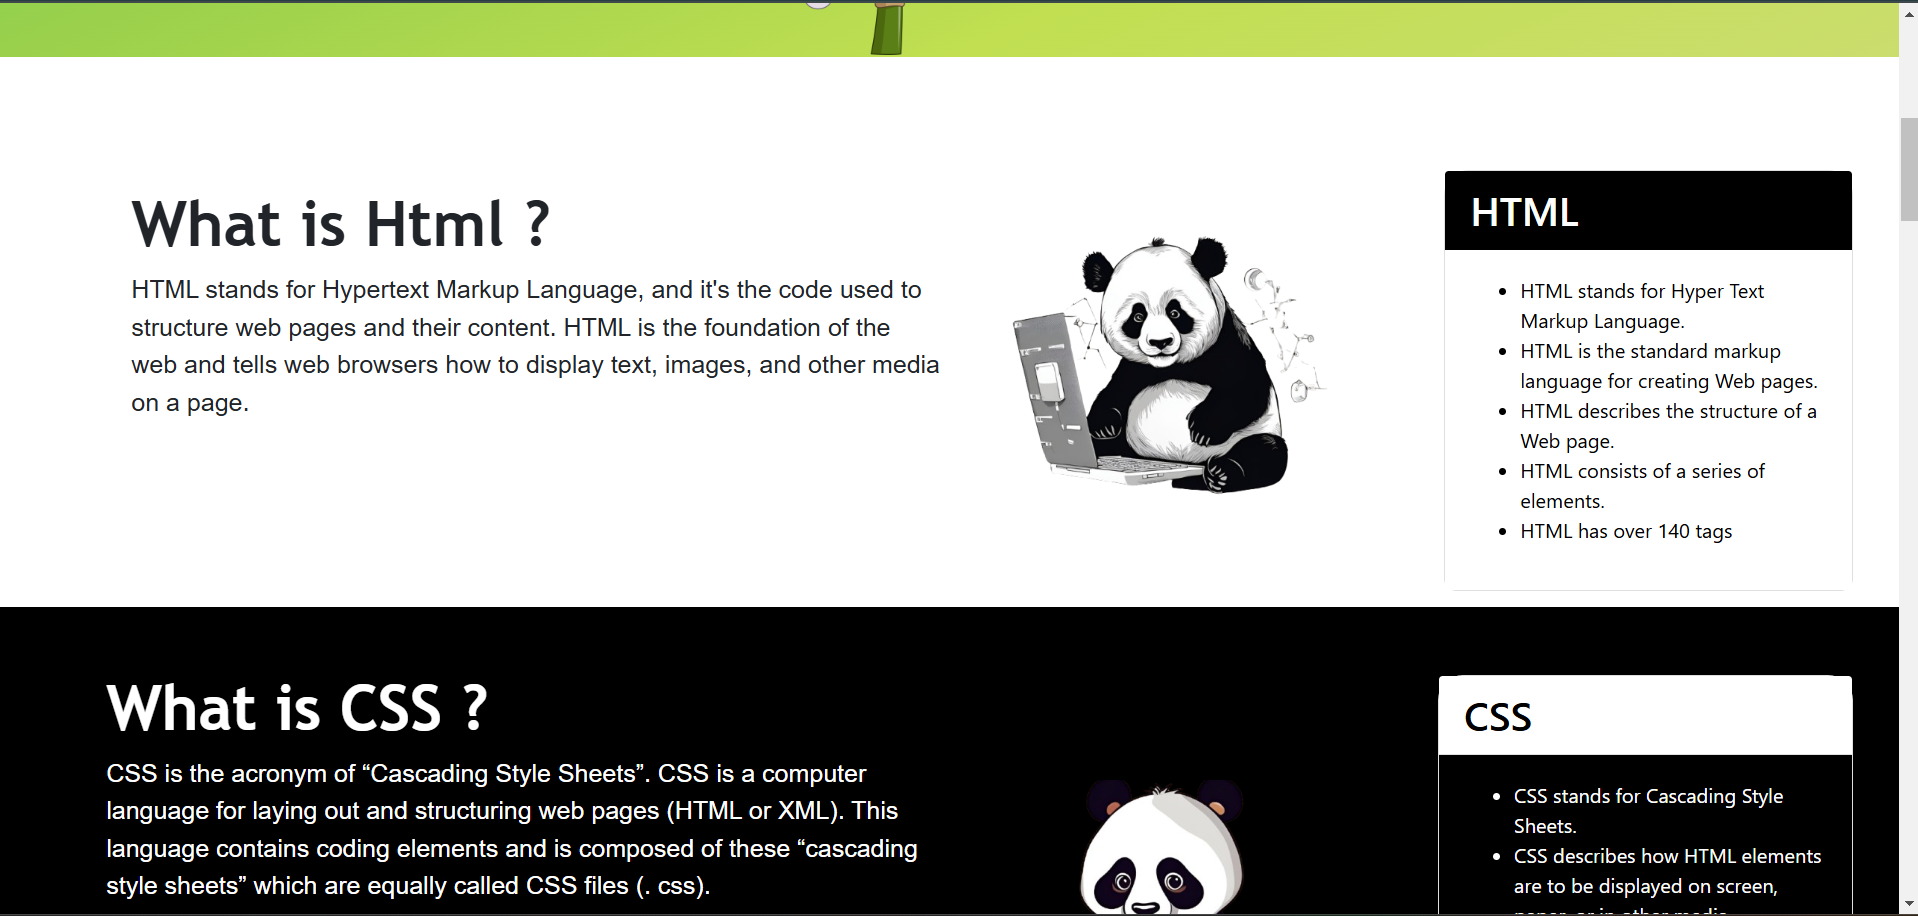 What is Html ?
HTML stands for Hypertext Markup Language, and it's the code used to
structure web pages and their content. HTML is the foundation of the
web and tells web browsers how to display text, images, and other media
on a page.
HTML
HTML stands for Hyper Text
Markup Language.
HTML is the standard markup
language for creating Web pages.
HTML describes the structure of a
Web page.
HTML consists of a series of
elements.
HTML has over 140 tags
What is CSS ?
CSS is the acronym of “Cascading Style Sheets”. CSS is a computer
language for laying out and structuring web pages (HTML or XML). This
language contains coding elements and is composed of these “cascading
style sheets” which are equally called CSS files (. css).
CSS
CSS stands for Cascading Style
Sheets.
CSS describes how HTML elements
are to be displayed on screen,
paper, or in other media